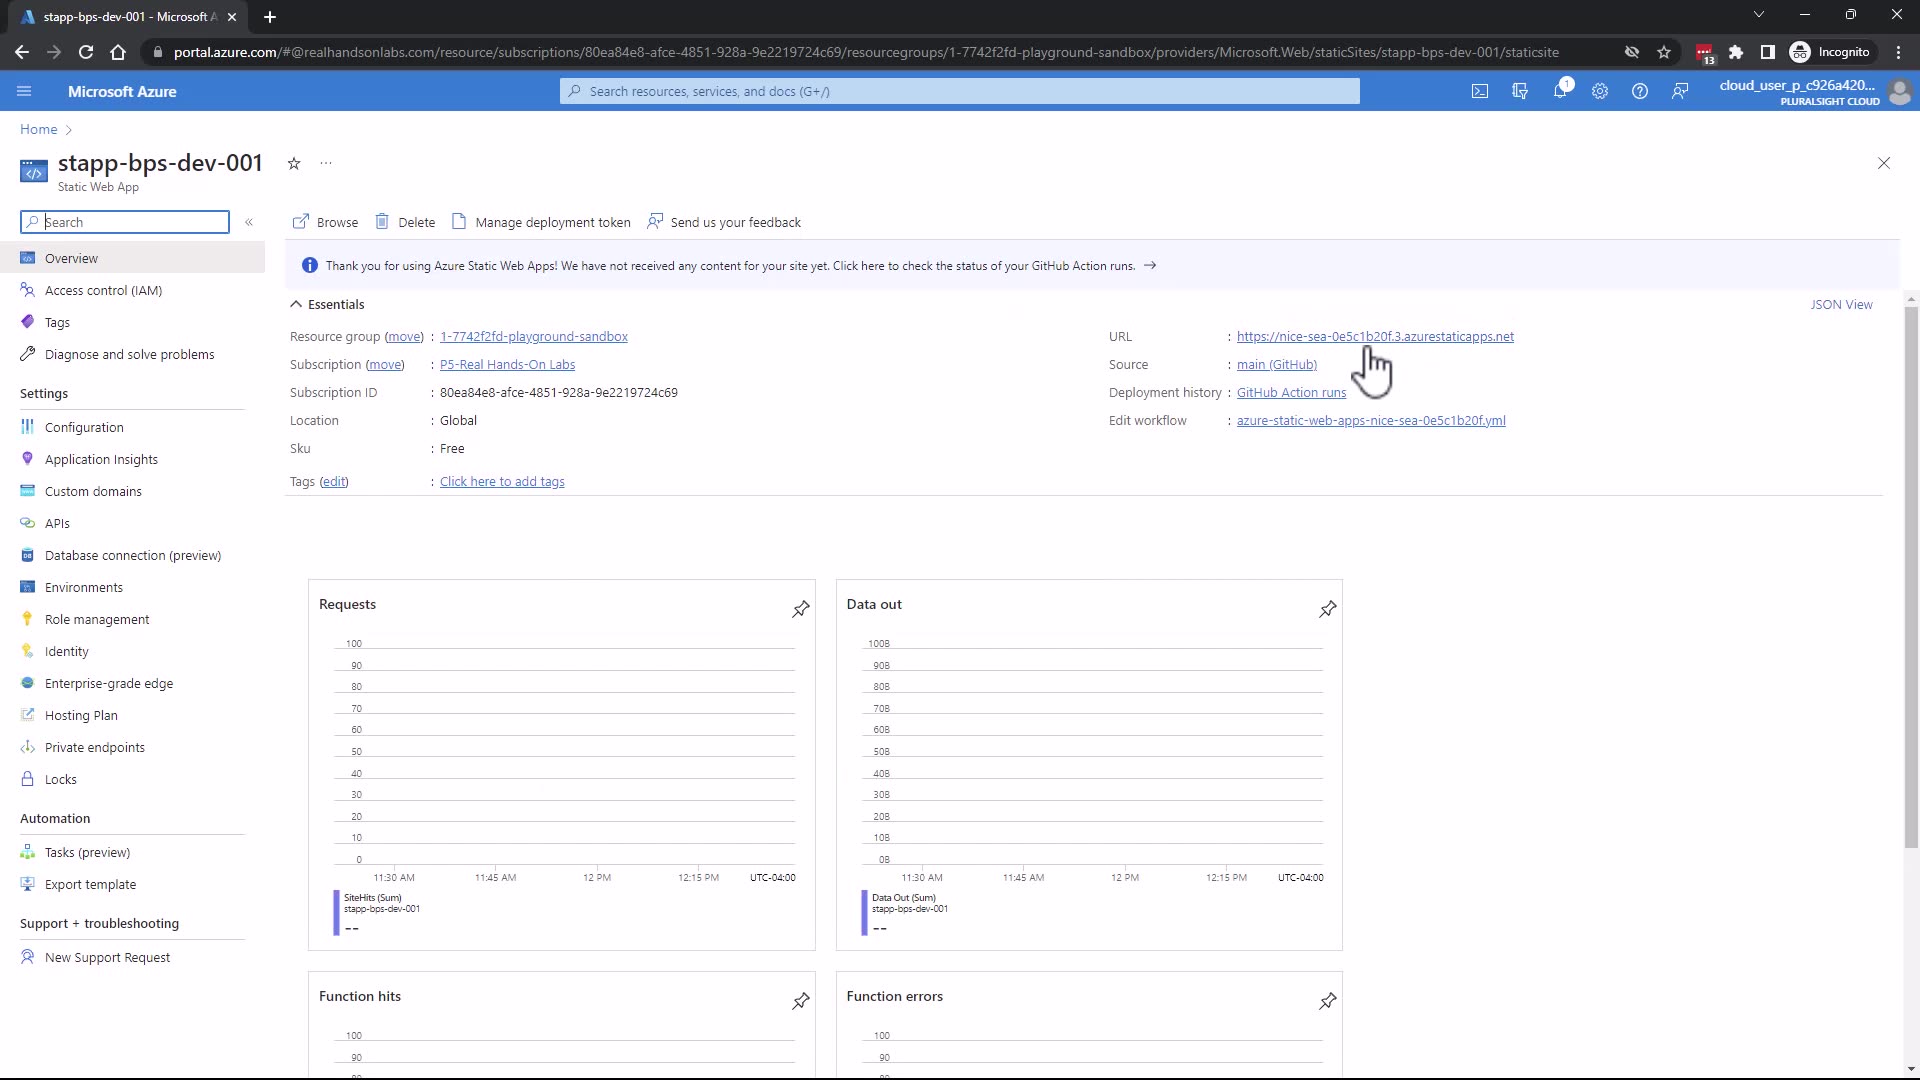 stapp-bps-dev-001 - Microsoft A
portal.azure.com/#@realhandsonlabs.com/resource/subscriptions/80ea84e8-afce-4851-928a-9e2219724c69/resourcegroups/1-7742f2fd-playground-sandbox/providers/Microsoft.Web/staticSites/stapp-bps-dev-001/staticsite
13
Incognito
Microsoft Azure
Search resources, services, and docs (G+/)
1
cloud_user_p_c926a420...
PLURALSIGHT CLOUD
Home
stapp-bps-dev-001
Static Web App
Search
Browse
Delete
Manage deployment token
Send us your feedback
Overview
Access control (IAM)
Tags
Diagnose and solve problems
Settings
Configuration
Application Insights
Custom domains
APIs
Database connection (preview)
Environments
Role management
Identity
Enterprise-grade edge
Hosting Plan
Private endpoints
Locks
Automation
Tasks (preview)
Export template
Support + troubleshooting
New Support Request
Thank you for using Azure Static Web Apps! We have not received any content for your site yet. Click here to check the status of your GitHub Action runs. →
Essentials
JSON View
Resource group (move) : 1-7742f2fd-playground-sandbox
Subscription (move) : P5-Real Hands-On Labs
Subscription ID : 80ea84e8-afce-4851-928a-9e2219724c69
Location : Global
Sku : Free
Tags (edit) : Click here to add tags
URL : https://nice-sea-0e5c1b20f.3.azurestaticapps.net
Source : main (GitHub)
Deployment history : GitHub Action runs
Edit workflow : azure-static-web-apps-nice-sea-0e5c1b20f.yml
Requests
100
90
80
70
60
50
40
30
20
10
0
11:30 AM 11:45 AM 12 PM 12:15 PM UTC-04:00
SiteHits (Sum)
stapp-bps-dev-001
--
Data out
100B
90B
80B
70B
60B
50B
40B
30B
20B
10B
0B
11:30 AM 11:45 AM 12 PM 12:15 PM UTC-04:00
Data Out (Sum)
stapp-bps-dev-001
--
Function hits
100
90
Function errors
100
90